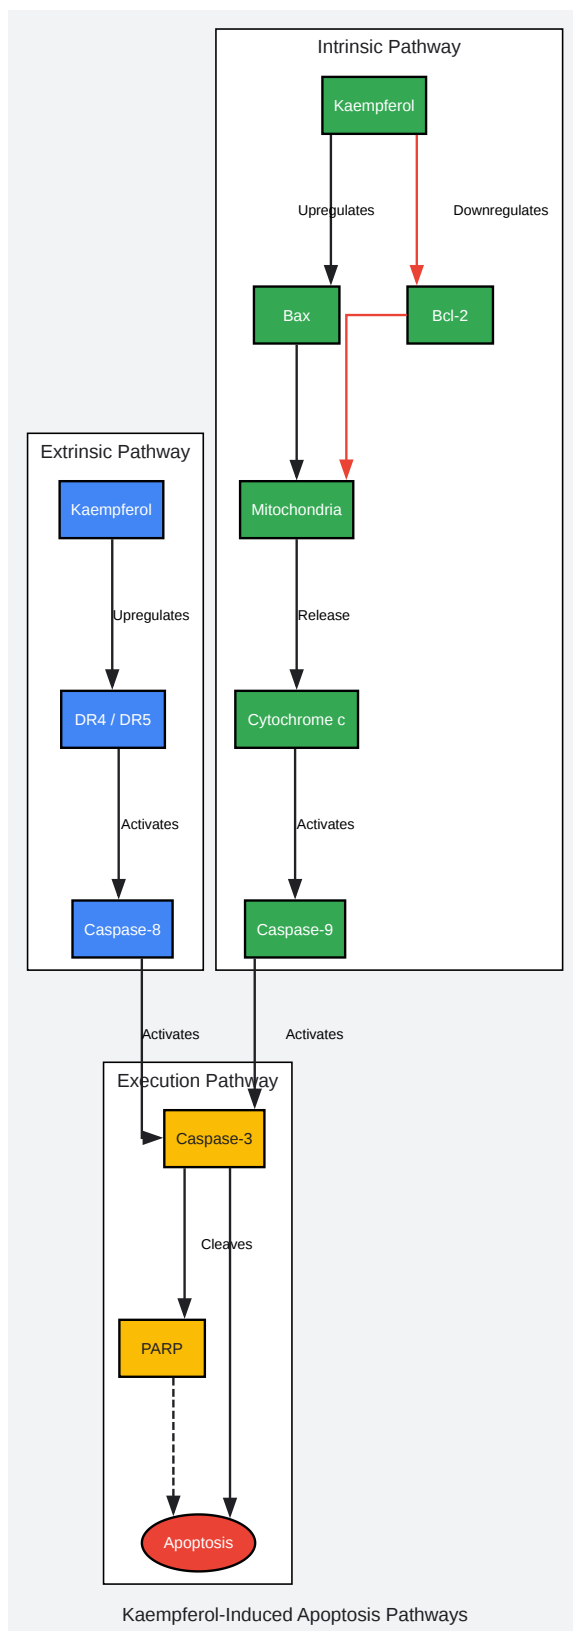 Intrinsic Pathway
Kaempferol
Upregulates
Downregulates
Bax
Bcl-2
Mitochondria
Release
Cytochrome c
Activates
Caspase-9
Extrinsic Pathway
Kaempferol
Upregulates
DR4 / DR5
Activates
Caspase-8
Activates
Activates
Execution Pathway
Caspase-3
Cleaves
PARP
Apoptosis
Kaempferol-Induced Apoptosis Pathways